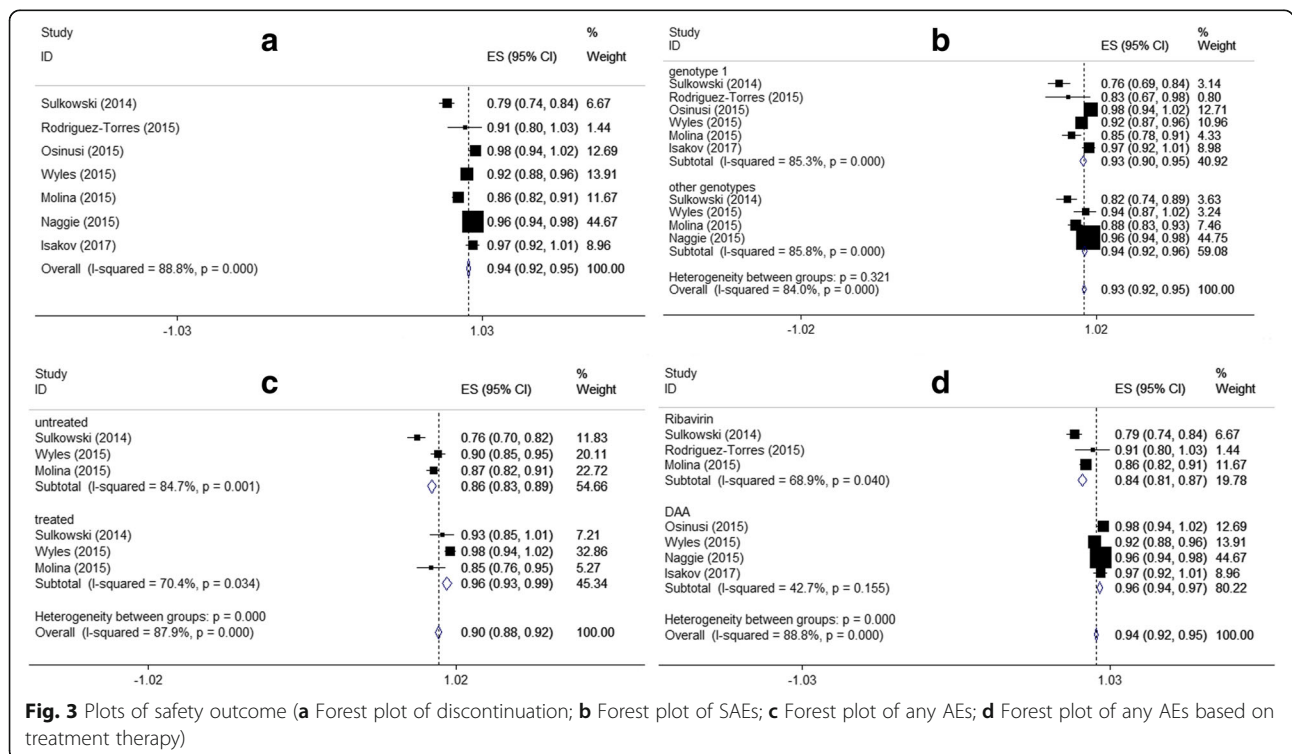 a
Study %
ID ES (95% CI) Weight
Sulkowski (2014) 0.79 (0.74, 0.84) 6.67
Rodriguez-Torres (2015) 0.91 (0.80, 1.03) 1.44
Osinusi (2015) 0.98 (0.94, 1.02) 12.69
Wyles (2015) 0.92 (0.88, 0.96) 13.91
Molina (2015) 0.86 (0.82, 0.91) 11.67
Naggie (2015) 0.96 (0.94, 0.98) 44.67
Isakov (2017) 0.97 (0.92, 1.01) 8.96
Overall (I-squared = 88.8%, p = 0.000) 0.94 (0.92, 0.95) 100.00
-1.03 1.03
b
Study %
ID ES (95% CI) Weight
genotype 1
Sulkowski (2014) 0.76 (0.69, 0.84) 3.14
Rodriguez-Torres (2015) 0.83 (0.67, 0.98) 0.80
Osinusi (2015) 0.98 (0.94, 1.02) 12.71
Wyles (2015) 0.92 (0.87, 0.96) 10.96
Molina (2015) 0.85 (0.78, 0.91) 4.33
Isakov (2017) 0.97 (0.92, 1.01) 8.98
Subtotal (I-squared = 85.3%, p = 0.000) 0.93 (0.90, 0.95) 40.92
other genotypes
Sulkowski (2014) 0.82 (0.74, 0.89) 3.63
Wyles (2015) 0.94 (0.87, 1.02) 3.24
Molina (2015) 0.88 (0.83, 0.93) 7.46
Naggie (2015) 0.96 (0.94, 0.98) 44.75
Subtotal (I-squared = 85.8%, p = 0.000) 0.94 (0.92, 0.96) 59.08
Heterogeneity between groups: p = 0.321
Overall (I-squared = 84.0%, p = 0.000) 0.93 (0.92, 0.95) 100.00
-1.02 1.02
c
Study %
ID ES (95% CI) Weight
untreated
Sulkowski (2014) 0.76 (0.70, 0.82) 11.83
Wyles (2015) 0.90 (0.85, 0.95) 20.11
Molina (2015) 0.87 (0.82, 0.91) 22.72
Subtotal (I-squared = 84.7%, p = 0.001) 0.86 (0.83, 0.89) 54.66
treated
Sulkowski (2014) 0.93 (0.85, 1.01) 7.21
Wyles (2015) 0.98 (0.94, 1.02) 32.86
Molina (2015) 0.85 (0.76, 0.95) 5.27
Subtotal (I-squared = 70.4%, p = 0.034) 0.96 (0.93, 0.99) 45.34
Heterogeneity between groups: p = 0.000
Overall (I-squared = 87.9%, p = 0.000) 0.90 (0.88, 0.92) 100.00
-1.02 1.02
d
Study %
ID ES (95% CI) Weight
Ribavirin
Sulkowski (2014) 0.79 (0.74, 0.84) 6.67
Rodriguez-Torres (2015) 0.91 (0.80, 1.03) 1.44
Molina (2015) 0.86 (0.82, 0.91) 11.67
Subtotal (I-squared = 68.9%, p = 0.040) 0.84 (0.81, 0.87) 19.78
DAA
Osinusi (2015) 0.98 (0.94, 1.02) 12.69
Wyles (2015) 0.92 (0.88, 0.96) 13.91
Naggie (2015) 0.96 (0.94, 0.98) 44.67
Isakov (2017) 0.97 (0.92, 1.01) 8.96
Subtotal (I-squared = 42.7%, p = 0.155) 0.96 (0.94, 0.97) 80.22
Heterogeneity between groups: p = 0.000
Overall (I-squared = 88.8%, p = 0.000) 0.94 (0.92, 0.95) 100.00
-1.03 1.03
Fig. 3 Plots of safety outcome (a Forest plot of discontinuation; b Forest plot of SAEs; c Forest plot of any AEs; d Forest plot of any AEs based on
treatment therapy)